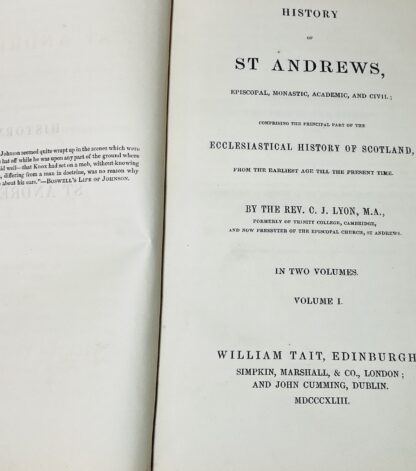 Johnson seemed quite wrapt up in the scenes which were
hat off while he was upon any part of the ground where
id well—that Knox had set on a mob, without knowing
, differing from a man in doctrine, was no reason why
about his ears."—BOSWELL'S LIFE OF JOHNSON.
HISTORY
OF
ST ANDREWS,
EPISCOPAL, MONASTIC, ACADEMIC, AND CIVIL;
COMPRISING THE PRINCIPAL PART OF THE
ECCLESIASTICAL HISTORY OF SCOTLAND,
FROM THE EARLIEST AGE TILL THE PRESENT TIME.
BY THE REV. C. J. LYON, M.A.,
FORMERLY OF TRINITY COLLEGE, CAMBRIDGE,
AND NOW PRESBYTER OF THE EPISCOPAL CHURCH, ST ANDREWS.
IN TWO VOLUMES.
VOLUME I.
WILLIAM TAIT, EDINBURGH
SIMPKIN, MARSHALL, & CO., LONDON;
AND JOHN CUMMING, DUBLIN.
MDCCCXLIII.